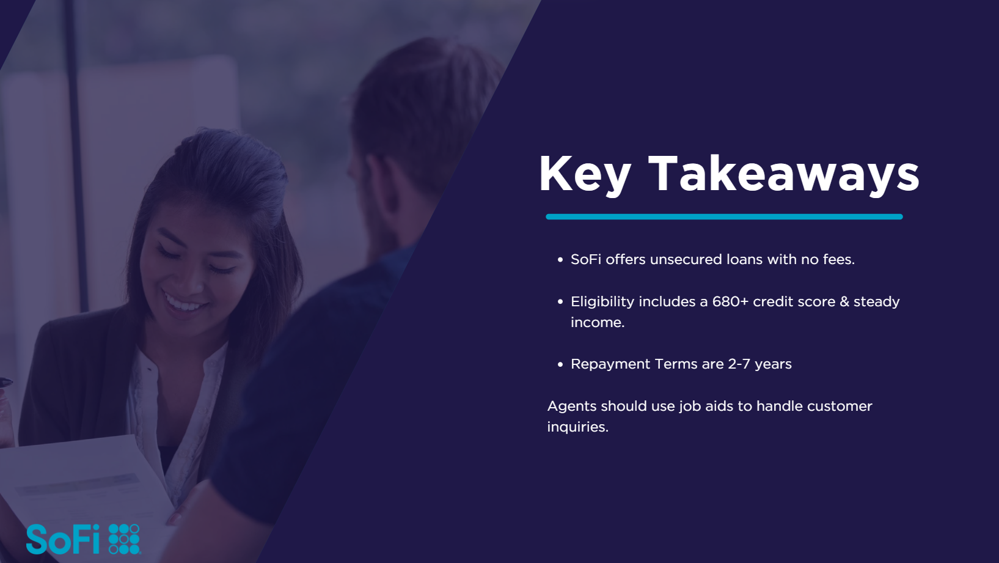 Key Takeaways
• SoFi offers unsecured loans with no fees.
• Eligibility includes a 680+ credit score & steady
income.
• Repayment Terms are 2-7 years
Agents should use job aids to handle customer
inquiries.
SoFi